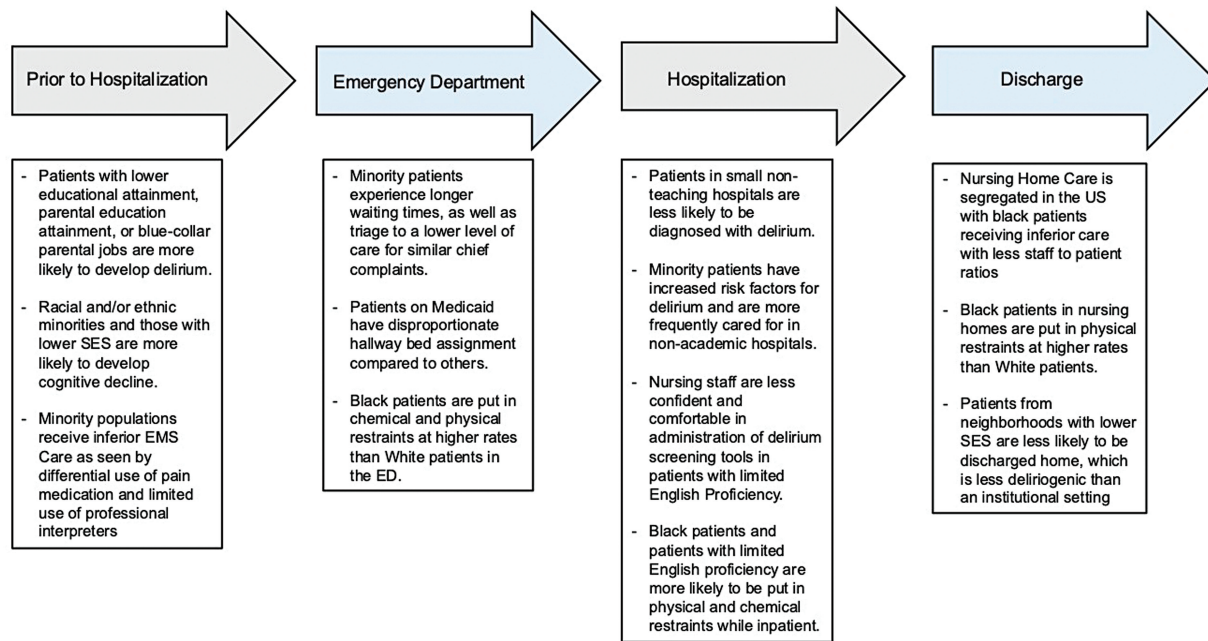 Prior to Hospitalization
Emergency Department
Hospitalization
Discharge
- Patients with lower
educational attainment,
parental education
attainment, or blue-collar
parental jobs are more
likely to develop delirium.
- Racial and/or ethnic
minorities and those with
lower SES are more
likely to develop
cognitive decline.
- Minority populations
receive inferior EMS
Care as seen by
differential use of pain
medication and limited
use of professional
interpreters
- Minority patients
experience longer
waiting times, as well as
triage to a lower level of
care for similar chief
complaints.
- Patients on Medicaid
have disproportionate
hallway bed assignment
compared to others.
- Black patients are put in
chemical and physical
restraints at higher rates
than White patients in
the ED.
- Patients in small non-
teaching hospitals are
less likely to be
diagnosed with delirium.
- Minority patients have
increased risk factors for
delirium and are more
frequently cared for in
non-academic hospitals.
- Nursing staff are less
confident and
comfortable in
administration of delirium
screening tools in
patients with limited
English Proficiency.
- Black patients and
patients with limited
English proficiency are
more likely to be put in
physical and chemical
restraints while inpatient.
- Nursing Home Care is
segregated in the US
with black patients
receiving inferior care
with less staff to patient
ratios
- Black patients in nursing
homes are put in physical
restraints at higher rates
than White patients.
- Patients from
neighborhoods with lower
SES are less likely to be
discharged home, which
is less deliriogenic than
an institutional setting